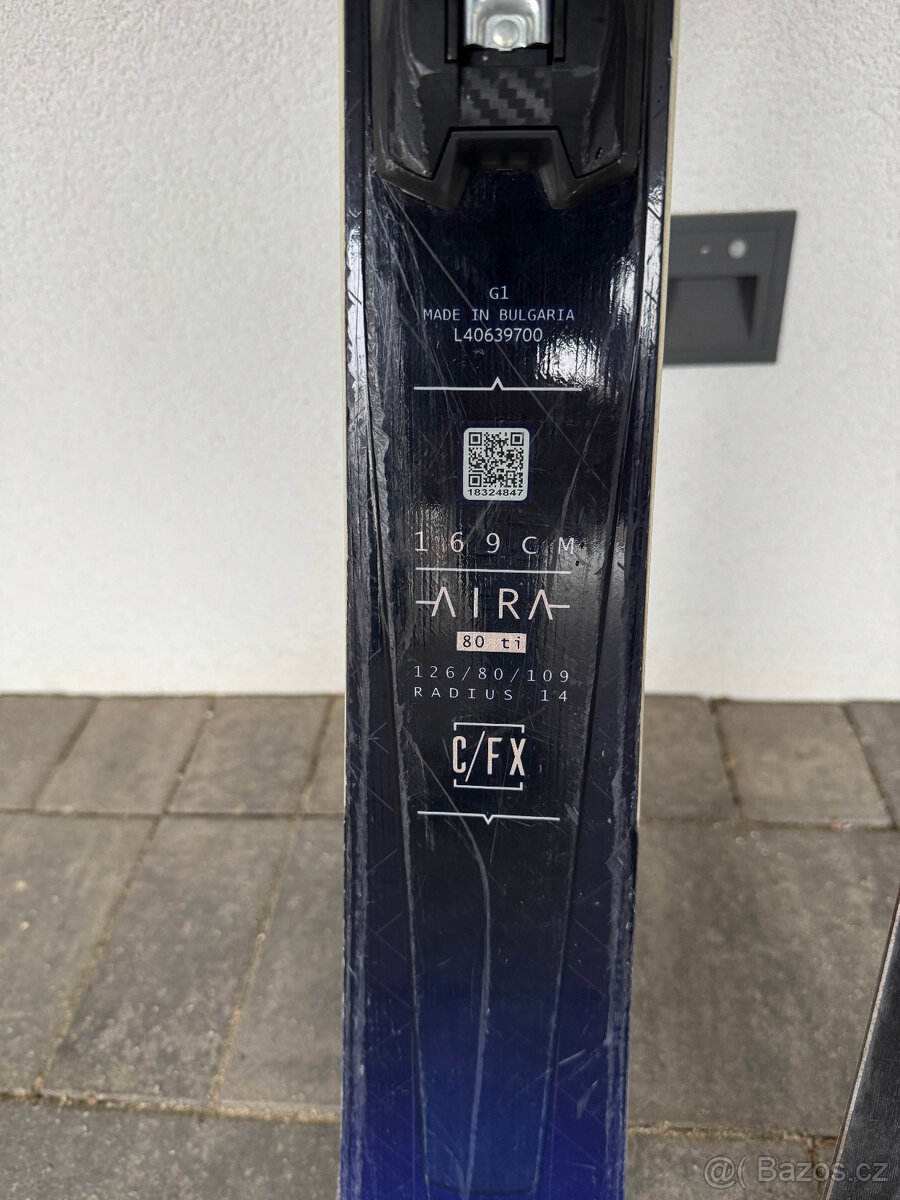 G1
MADE IN BULGARIA
L40639700
18324847
169CM
AIRA
80 ti
126/80/109
RADIUS 14
C/FX
@( Bazos.cz